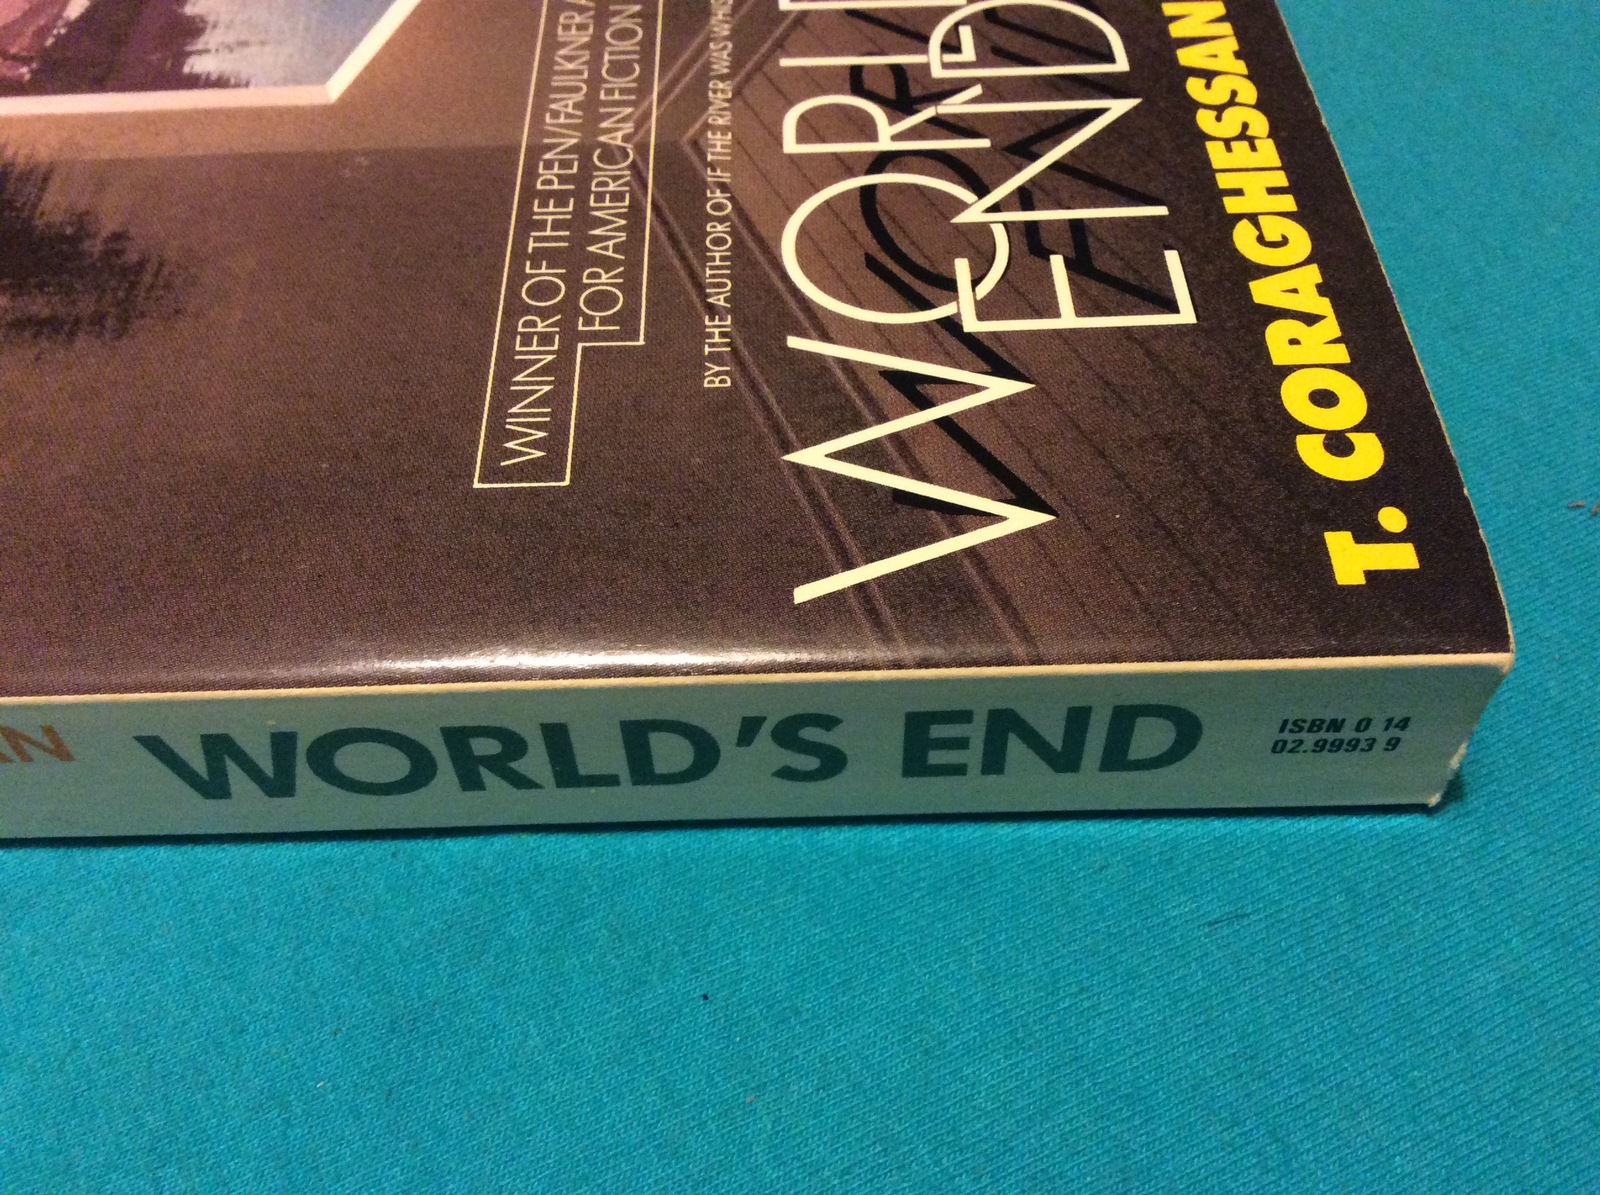 WINNER OF THE PEN/FAULKNER
FOR AMERICAN FICTION
BY THE AUTHOR OF IF THE RIVER WAS
WORL
END
T. CORAGHESSAN
WORLD'S END
ISBN 0 14
02.9993 9